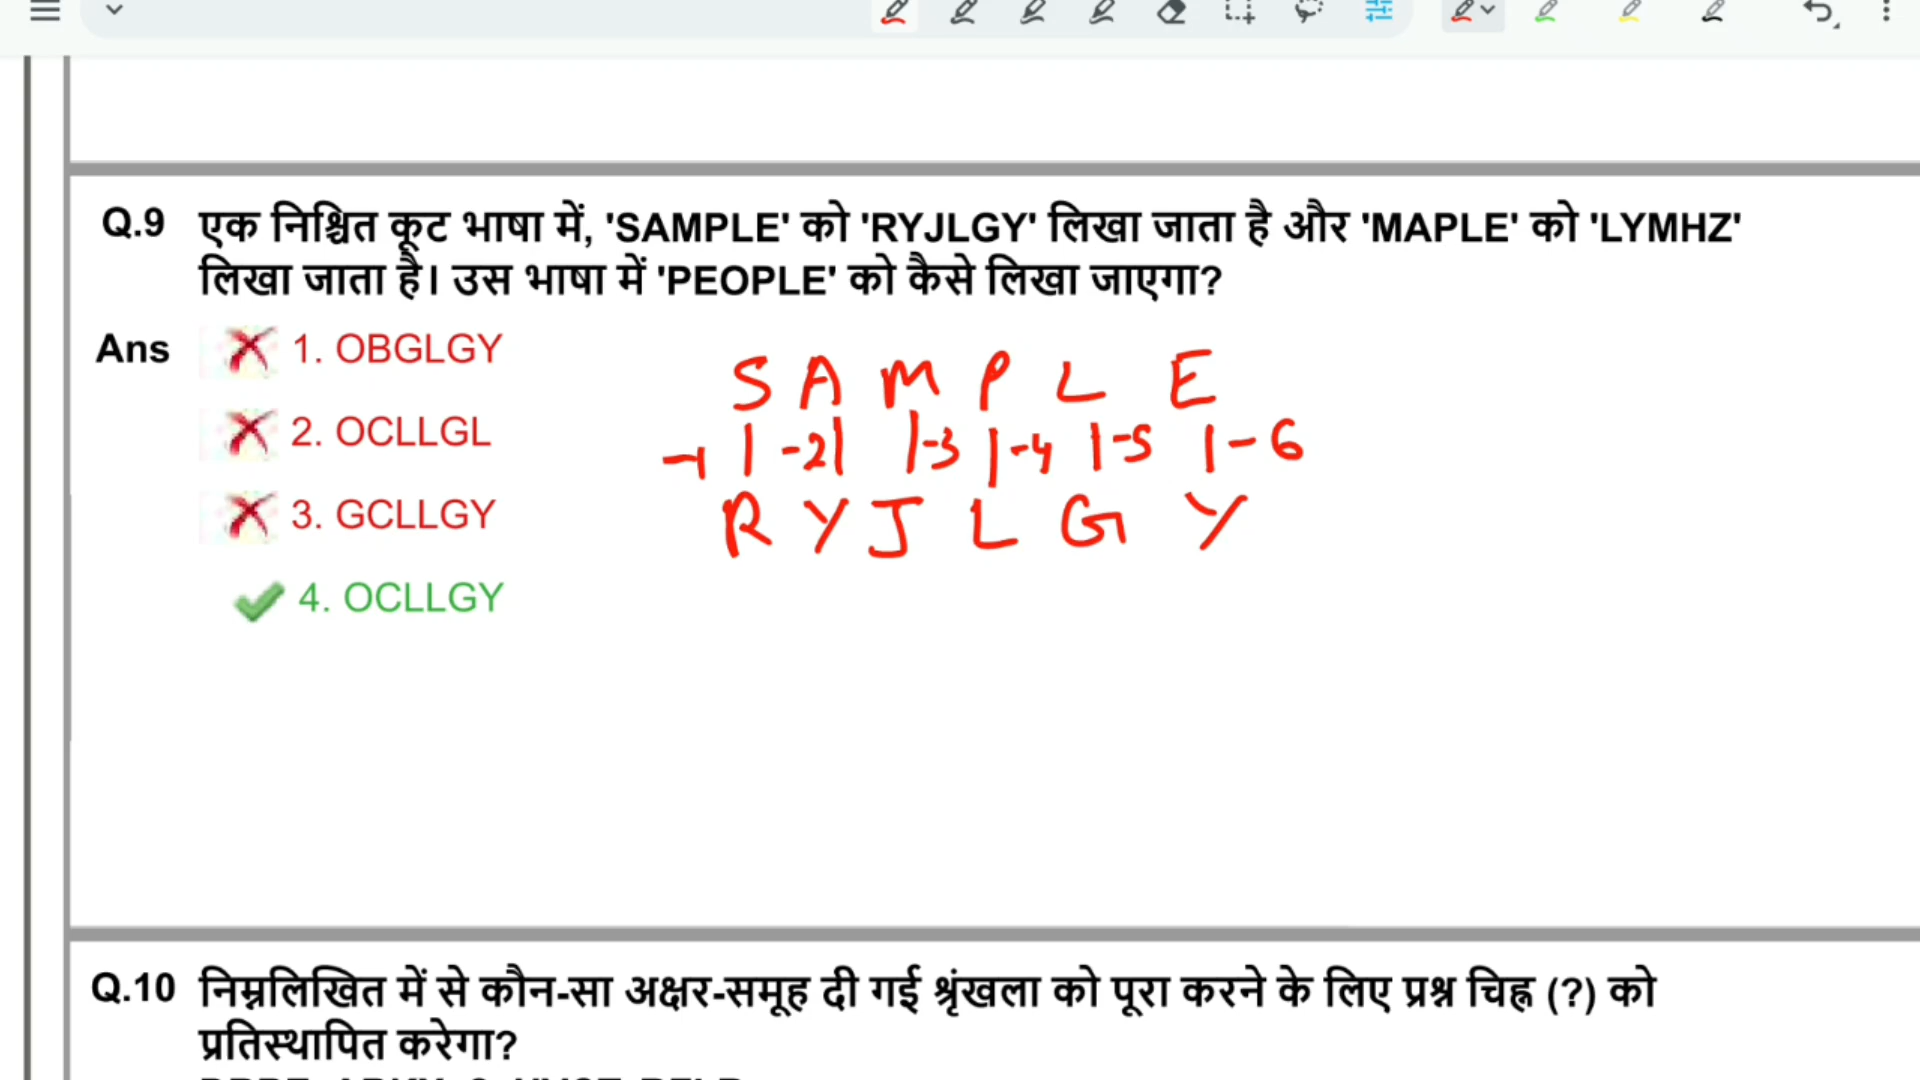 Q.9 एक निश्चित कूट भाषा में, 'SAMPLE' को 'RYJLGY' लिखा जाता है और 'MAPLE' को 'LYMHZ'
लिखा जाता है। उस भाषा में 'PEOPLE' को कैसे लिखा जाएगा?
Ans 1. OBGLGY
2. OCLLGL
3. GCLLGY
4. OCLLGY
S A M P L E
-1 -2 -3 -4 -5 -6
R Y J L G Y
Q.10 निम्नलिखित में से कौन-सा अक्षर-समूह दी गई श्रृंखला को पूरा करने के लिए प्रश्न चिह्न (?) को
प्रतिस्थापित करेगा?